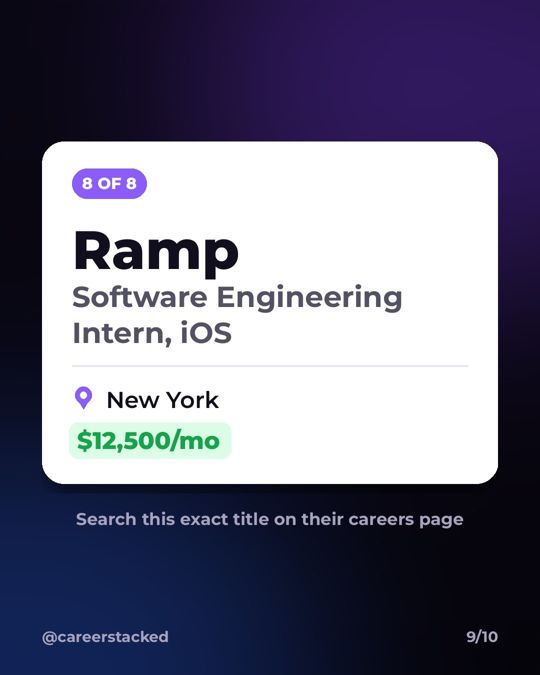 8 OF 8
Ramp
Software Engineering
Intern, iOS
New York
$12,500/mo
Search this exact title on their careers page
@careerstacked
9/10